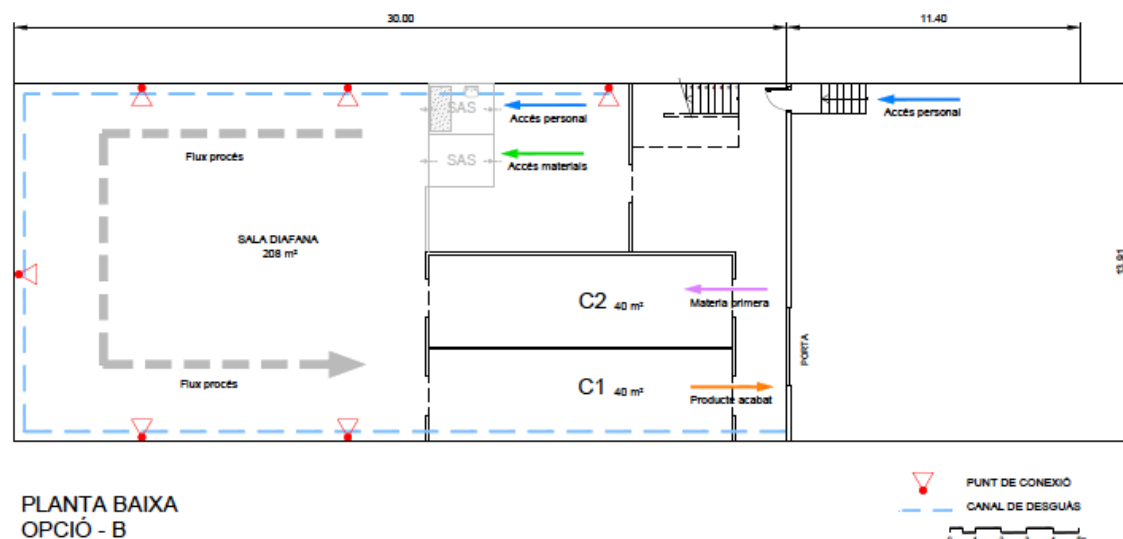 30.00
11.40
SAS
Accés personal
Accés personal
Flux procés
SAS
Accés materials
SALA DIAFANA
208 m²
13.91
C2 40 m²
Materia primera
PORTA
Flux procés
C1 40 m²
Producte acabat
PLANTA BAIXA
OPCIÓ - B
PUNT DE CONEXIÓ
CANAL DE DESGUÀS